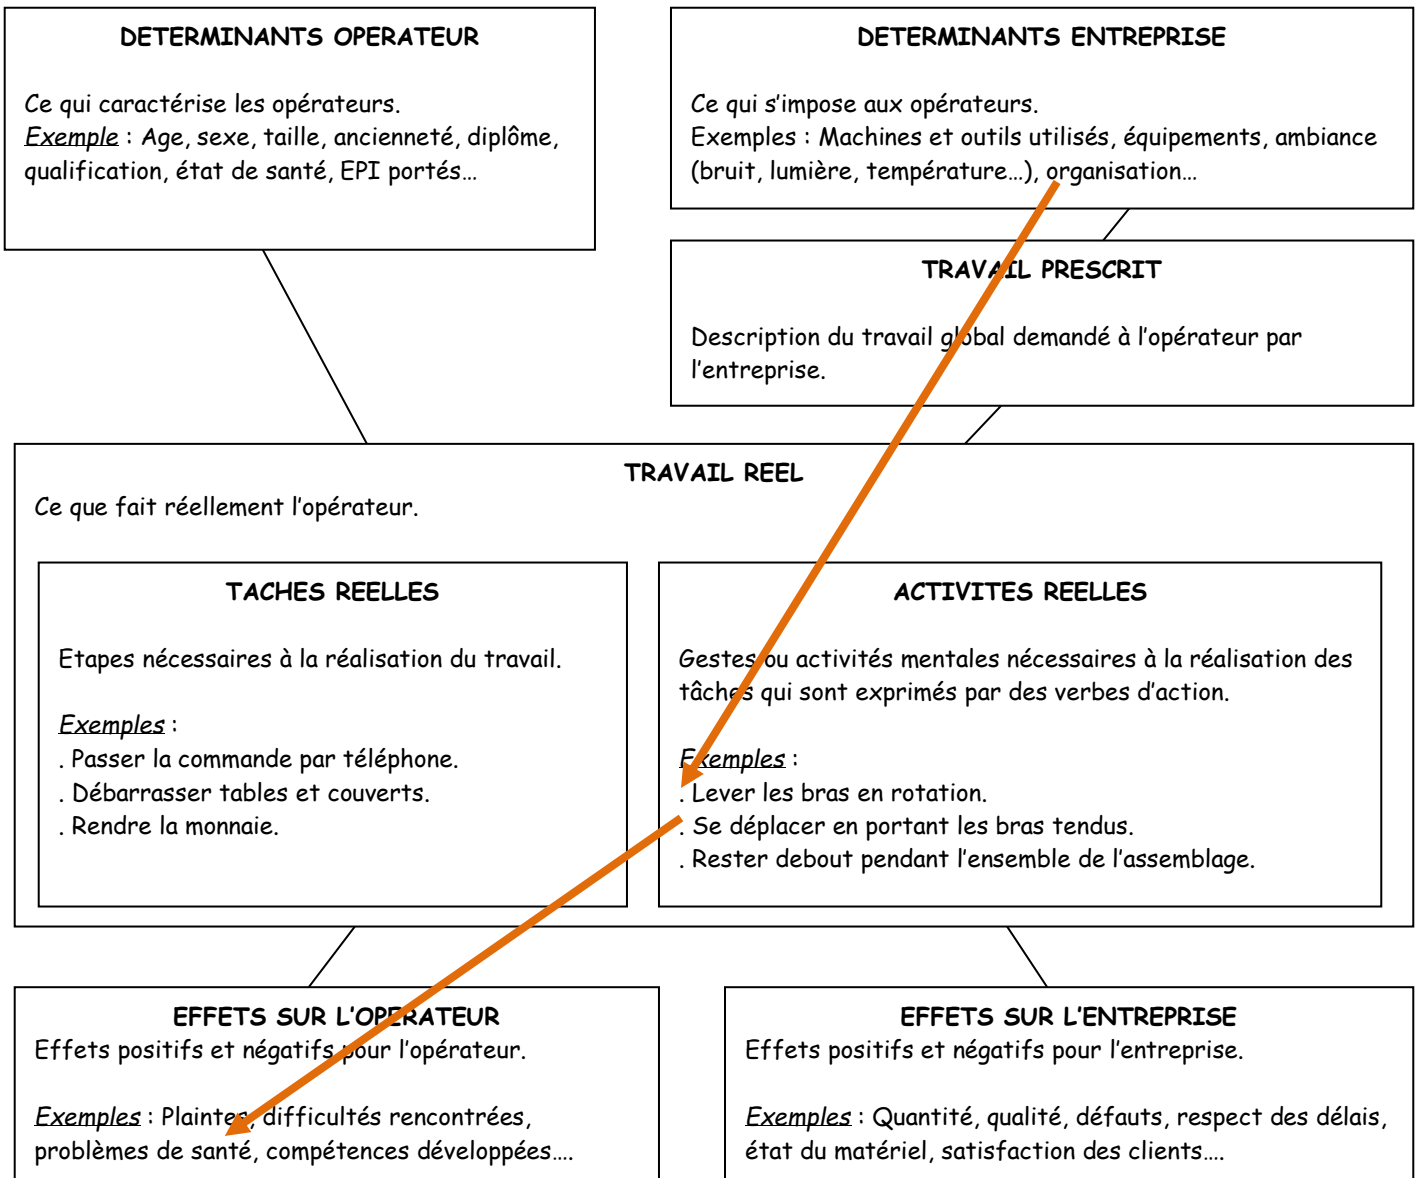 DETERMINANTS OPERATEUR
Ce qui caractérise les opérateurs.
Exemple : Age, sexe, taille, ancienneté, diplôme,
qualification, état de santé, EPI portés…
DETERMINANTS ENTREPRISE
Ce qui s’impose aux opérateurs.
Exemples : Machines et outils utilisés, équipements, ambiance
(bruit, lumière, température…), organisation…
TRAVAIL PRESCRIT
Description du travail global demandé à l’opérateur par
l’entreprise.
TRAVAIL REEL
Ce que fait réellement l’opérateur.
TACHES REELLES
Etapes nécessaires à la réalisation du travail.
Exemples :
. Passer la commande par téléphone.
. Débarrasser tables et couverts.
. Rendre la monnaie.
ACTIVITES REELLES
Gestes ou activités mentales nécessaires à la réalisation des
tâches qui sont exprimés par des verbes d’action.
Exemples :
. Lever les bras en rotation.
. Se déplacer en portant les bras tendus.
. Rester debout pendant l’ensemble de l’assemblage.
EFFETS SUR L’OPERATEUR
Effets positifs et négatifs pour l’opérateur.
Exemples : Plaintes, difficultés rencontrées,
problèmes de santé, compétences développées….
EFFETS SUR L’ENTREPRISE
Effets positifs et négatifs pour l’entreprise.
Exemples : Quantité, qualité, défauts, respect des délais,
état du matériel, satisfaction des clients….